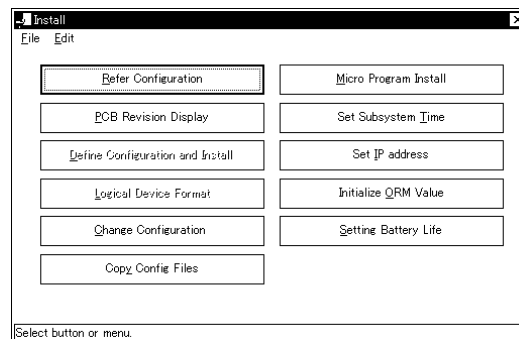 Install
File Edit
Refer Configuration
PCB Revision Display
Define Configuration and Install
Logical Device Format
Change Configuration
Copy Config Files
Micro Program Install
Set Subsystem Time
Set IP address
Initialize ORM Value
Setting Battery Life
Select button or menu.